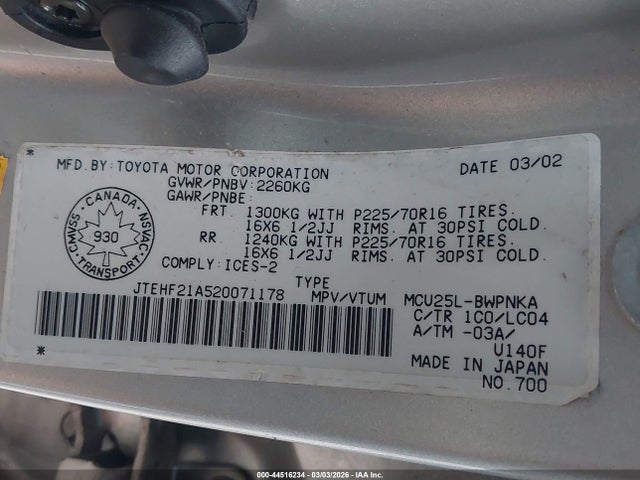 MFD. BY: TOYOTA MOTOR CORPORATION DATE 03/02
GVWR/PNBV: 2260KG
GAWR/PNBE:
FRT. 1300KG WITH P225/70R16 TIRES.
16X6 1/2JJ RIMS. AT 30PSI COLD.
RR 1240KG WITH P225/70R16 TIRES.
16X6 1/2JJ RIMS. AT 30PSI COLD.
COMPLY: ICES-2
CANADA
CMVSS 930 NSVAC
TRANSPORT
TYPE
JTEHF21A520071178 MPV/VTUM MCU25L-BWPNKA
C/TR 1C0/LC04
A/TM -03A/
U140F
MADE IN JAPAN
NO. 700
000-44516234 - 03/03/2026 - IAA Inc.